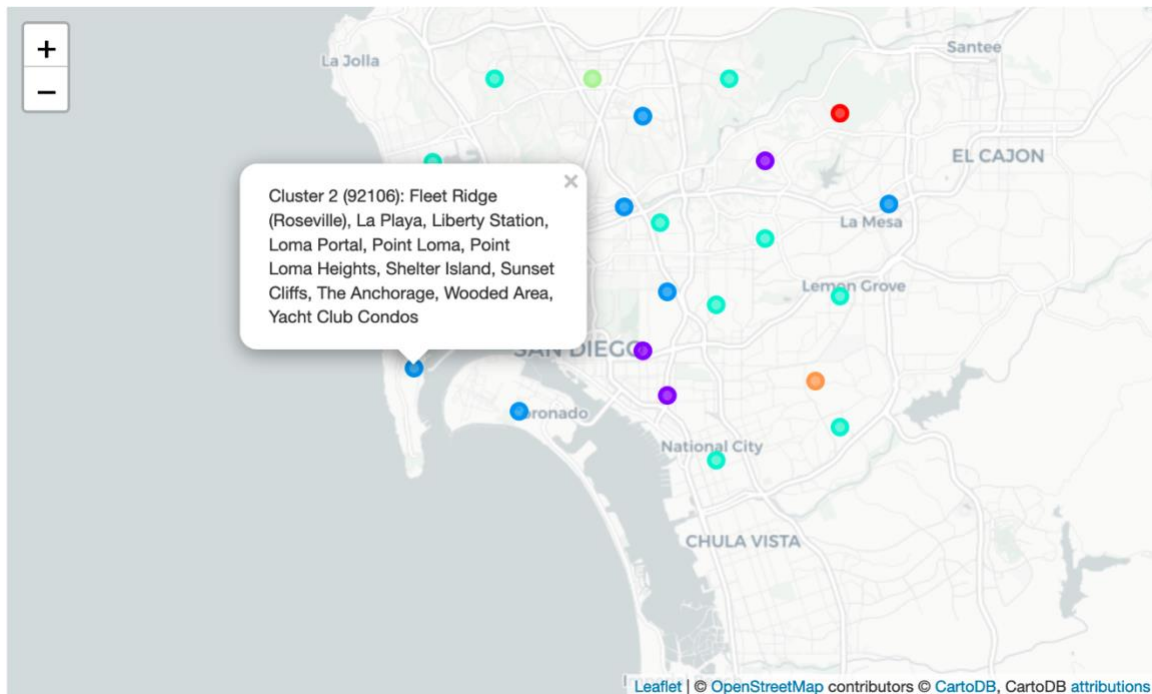 +
−
La Jolla
Santee
EL CAJON
×
Cluster 2 (92106): Fleet Ridge
(Roseville), La Playa, Liberty Station,
Loma Portal, Point Loma, Point
Loma Heights, Shelter Island, Sunset
Cliffs, The Anchorage, Wooded Area,
Yacht Club Condos
La Mesa
Lemon Grove
SAN DIEGO
National City
CHULA VISTA
Leaflet | © OpenStreetMap contributors © CartoDB, CartoDB attributions